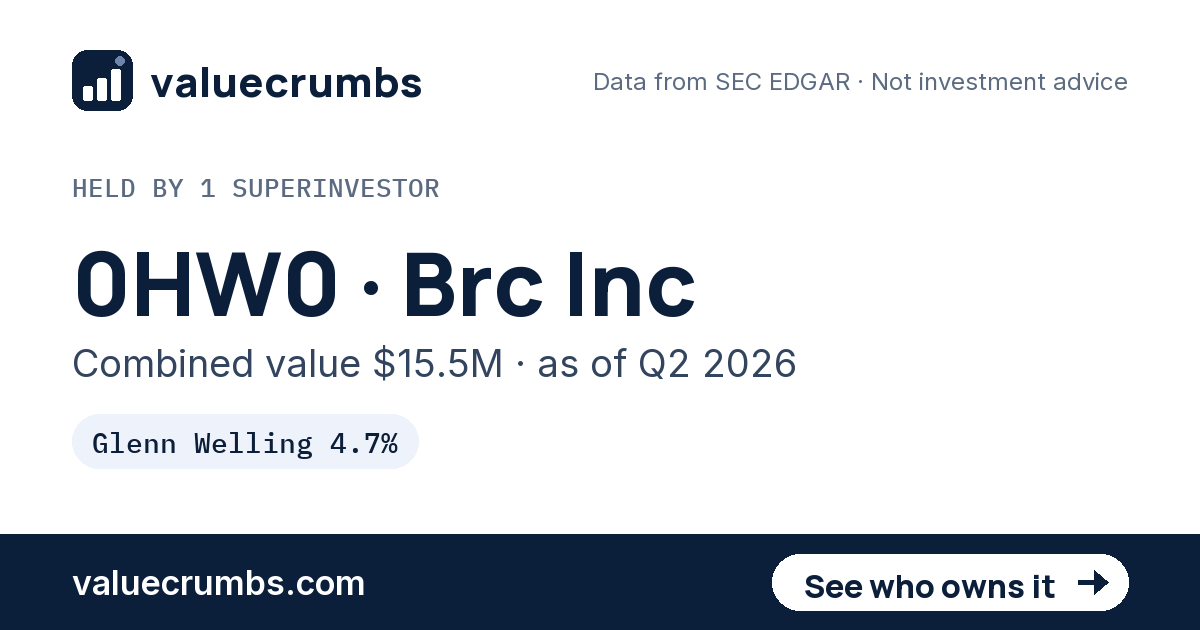 valuecrumbs
Data from SEC EDGAR · Not investment advice
HELD BY 1 SUPERINVESTOR
0HW0 · Brc Inc
Combined value $15.5M · as of Q2 2026
Glenn Welling 4.7%
valuecrumbs.com
See who owns it →